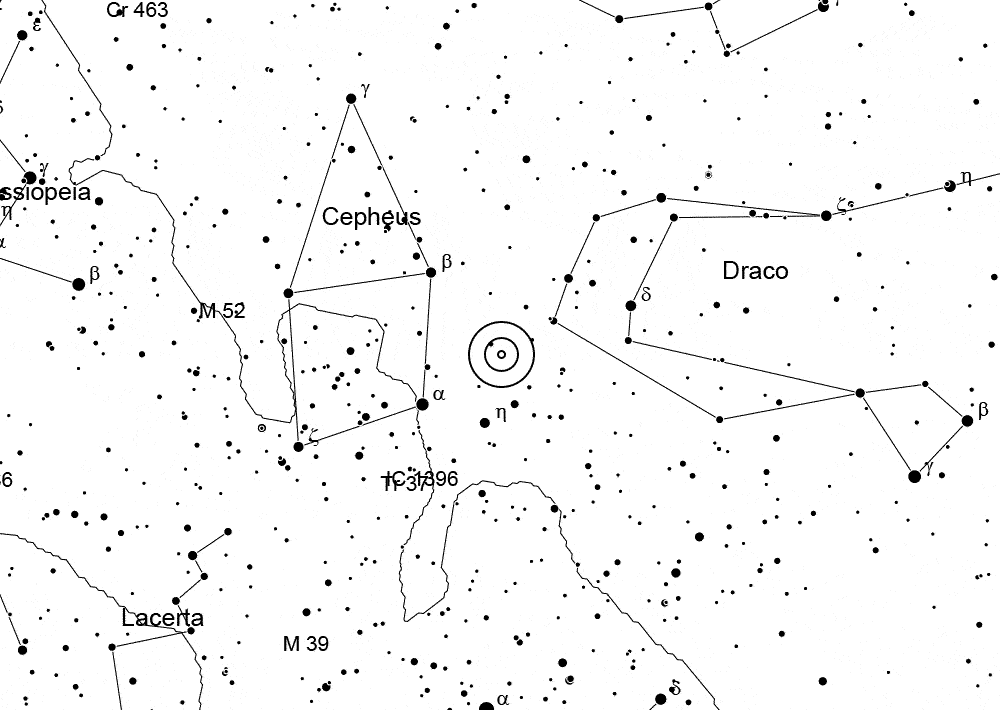 Cr 463
ε
γ
δ
γ
ssiopeia
η
α
β
Cepheus
β
ζ
η
Draco
δ
M 52
α
η
β
ζ
γ
IC 1396
Tr 37
Lacerta
M 39
α
δ